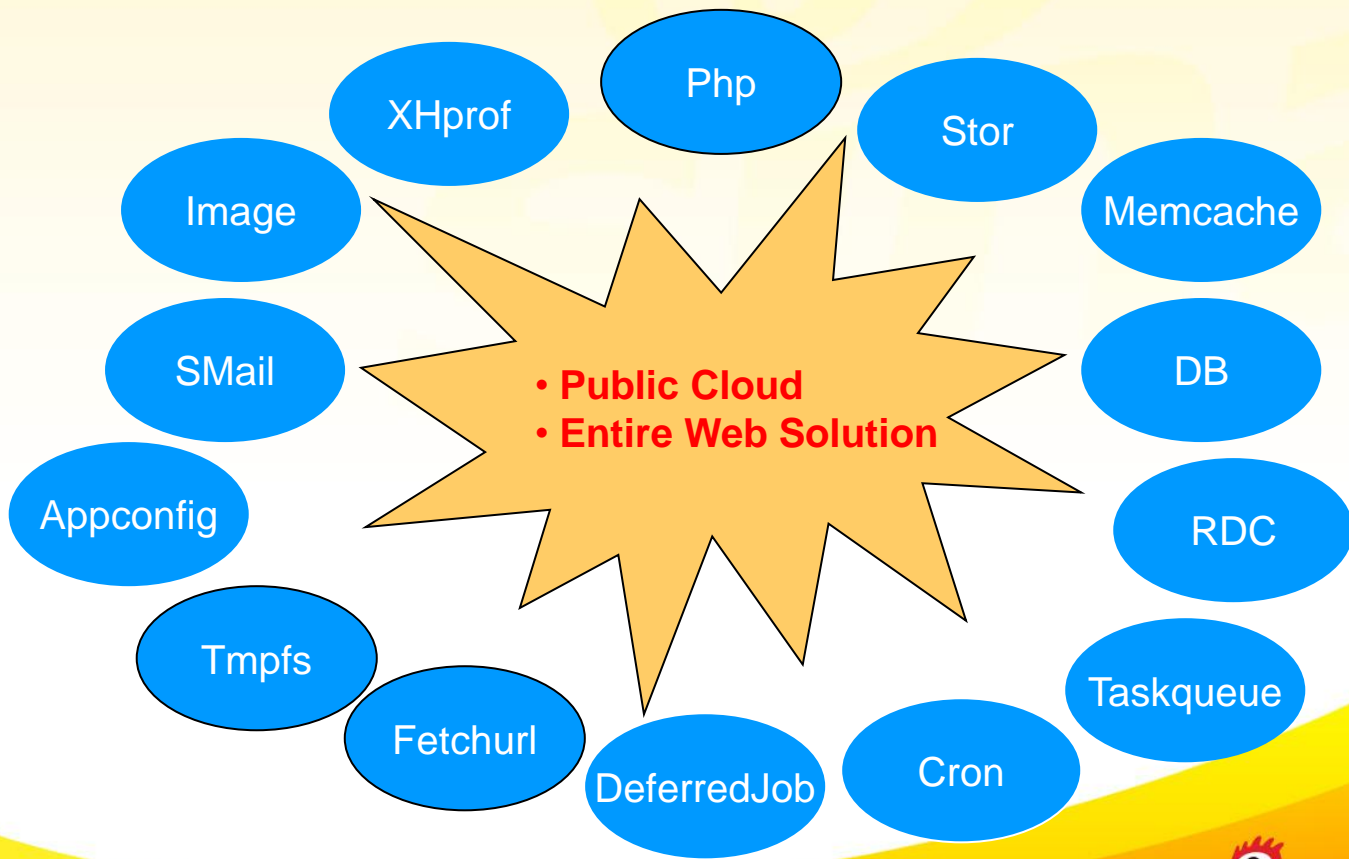 Php
XHprof
Stor
Image
Memcache
SMail
• Public Cloud
• Entire Web Solution
DB
Appconfig
RDC
Tmpfs
Taskqueue
Fetchurl
DeferredJob
Cron